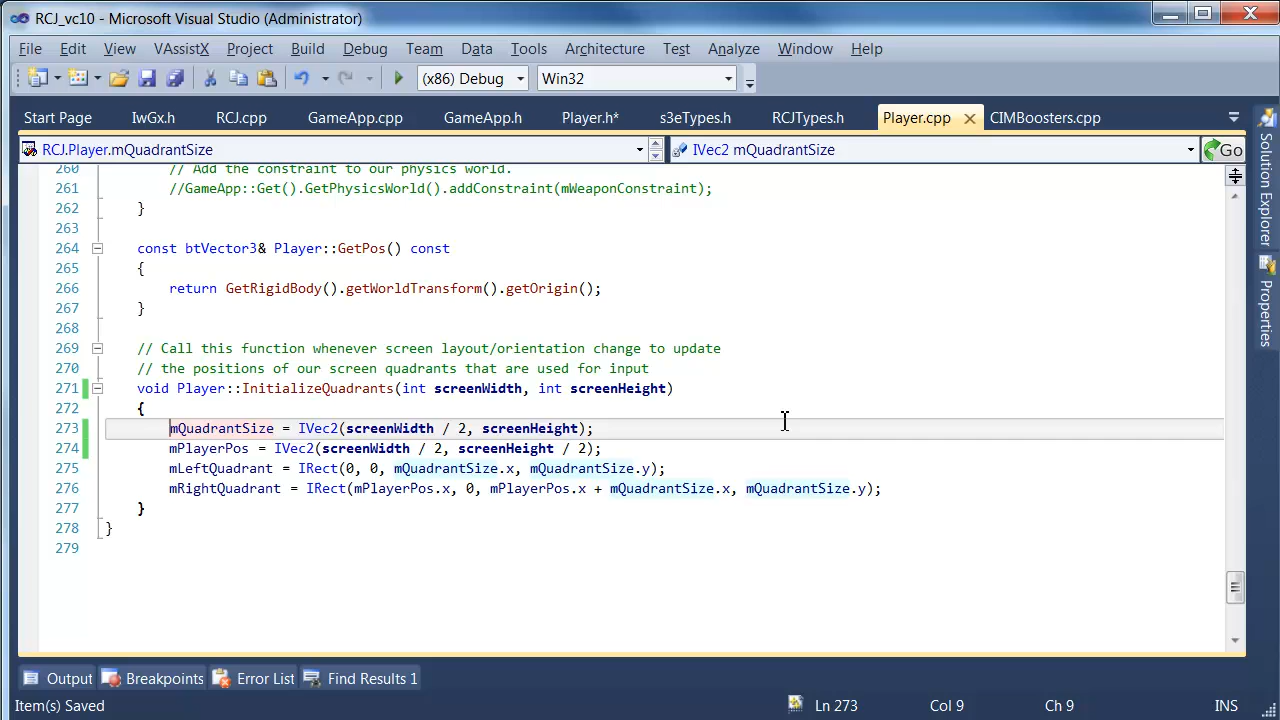 RCJ_vc10 - Microsoft Visual Studio (Administrator)
File Edit View VAssistX Project Build Debug Team Data Tools Architecture Test Analyze Window Help
(x86) Debug Win32
Start Page IwGx.h RCJ.cpp GameApp.cpp GameApp.h Player.h* s3eTypes.h RCJTypes.h Player.cpp CIMBoosters.cpp
RCJ.Player.mQuadrantSize IVec2 mQuadrantSize Go
260 // Add the constraint to our physics world.
261 //GameApp::Get().GetPhysicsWorld().addConstraint(mWeaponConstraint);
262 }
263
264 const btVector3& Player::GetPos() const
265 {
266 return GetRigidBody().getWorldTransform().getOrigin();
267 }
268
269 // Call this function whenever screen layout/orientation change to update
270 // the positions of our screen quadrants that are used for input
271 void Player::InitializeQuadrants(int screenWidth, int screenHeight)
272 {
273 mQuadrantSize = IVec2(screenWidth / 2, screenHeight);
274 mPlayerPos = IVec2(screenWidth / 2, screenHeight / 2);
275 mLeftQuadrant = IRect(0, 0, mQuadrantSize.x, mQuadrantSize.y);
276 mRightQuadrant = IRect(mPlayerPos.x, 0, mPlayerPos.x + mQuadrantSize.x, mQuadrantSize.y);
277 }
278 }
279
Solution Explorer
Properties
Output Breakpoints Error List Find Results 1
Item(s) Saved Ln 273 Col 9 Ch 9 INS